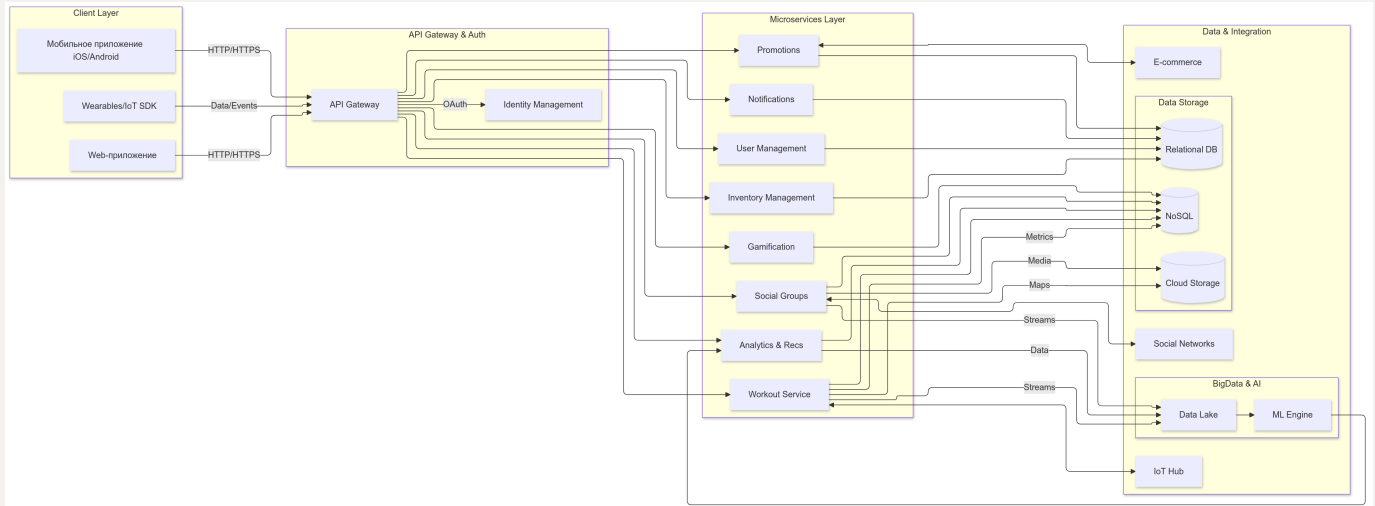 Client Layer
Мобильное приложение
iOS/Android
Wearables/IoT SDK
Web-приложение
HTTP/HTTPS
Data/Events
HTTP/HTTPS
API Gateway & Auth
API Gateway
OAuth
Identity Management
Microservices Layer
Promotions
Notifications
User Management
Inventory Management
Gamification
Social Groups
Analytics & Recs
Workout Service
Metrics
Media
Maps
Streams
Data
Streams
Data & Integration
E-commerce
Data Storage
Relational DB
NoSQL
Cloud Storage
Social Networks
BigData & AI
Data Lake
ML Engine
IoT Hub